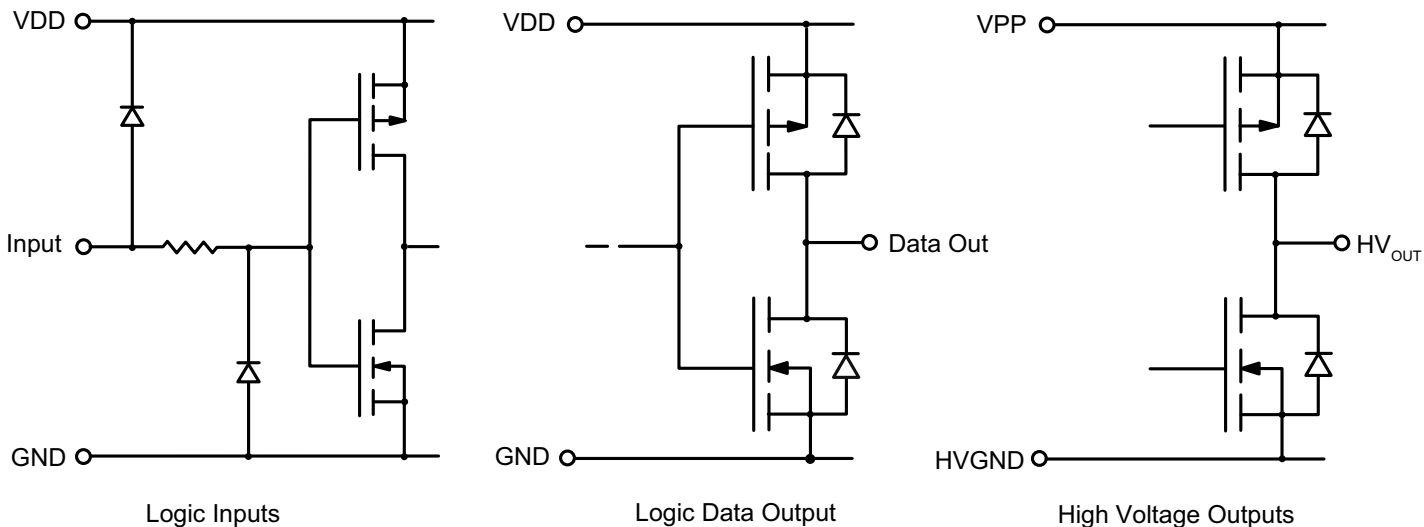 VDD
Input
GND
Logic Inputs
VDD
Data Out
GND
Logic Data Output
VPP
HVOUT
HVGND
High Voltage Outputs